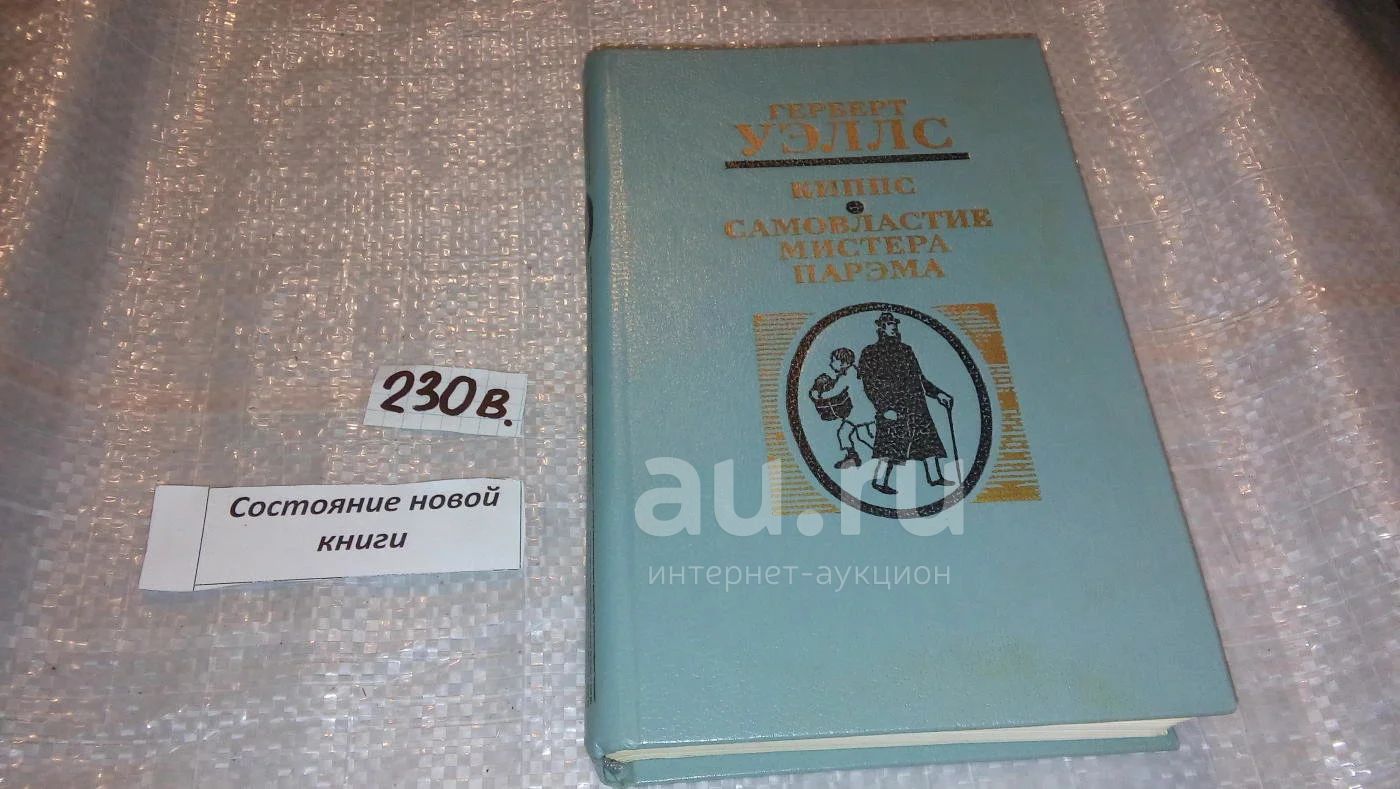 ГЕРБЕРТ
УЭЛЛС
КИППС
САМОВЛАСТИЕ
МИСТЕРА
ПАРЭМА
230в.
Состояние новой
книги
au.ru
интернет-аукцион